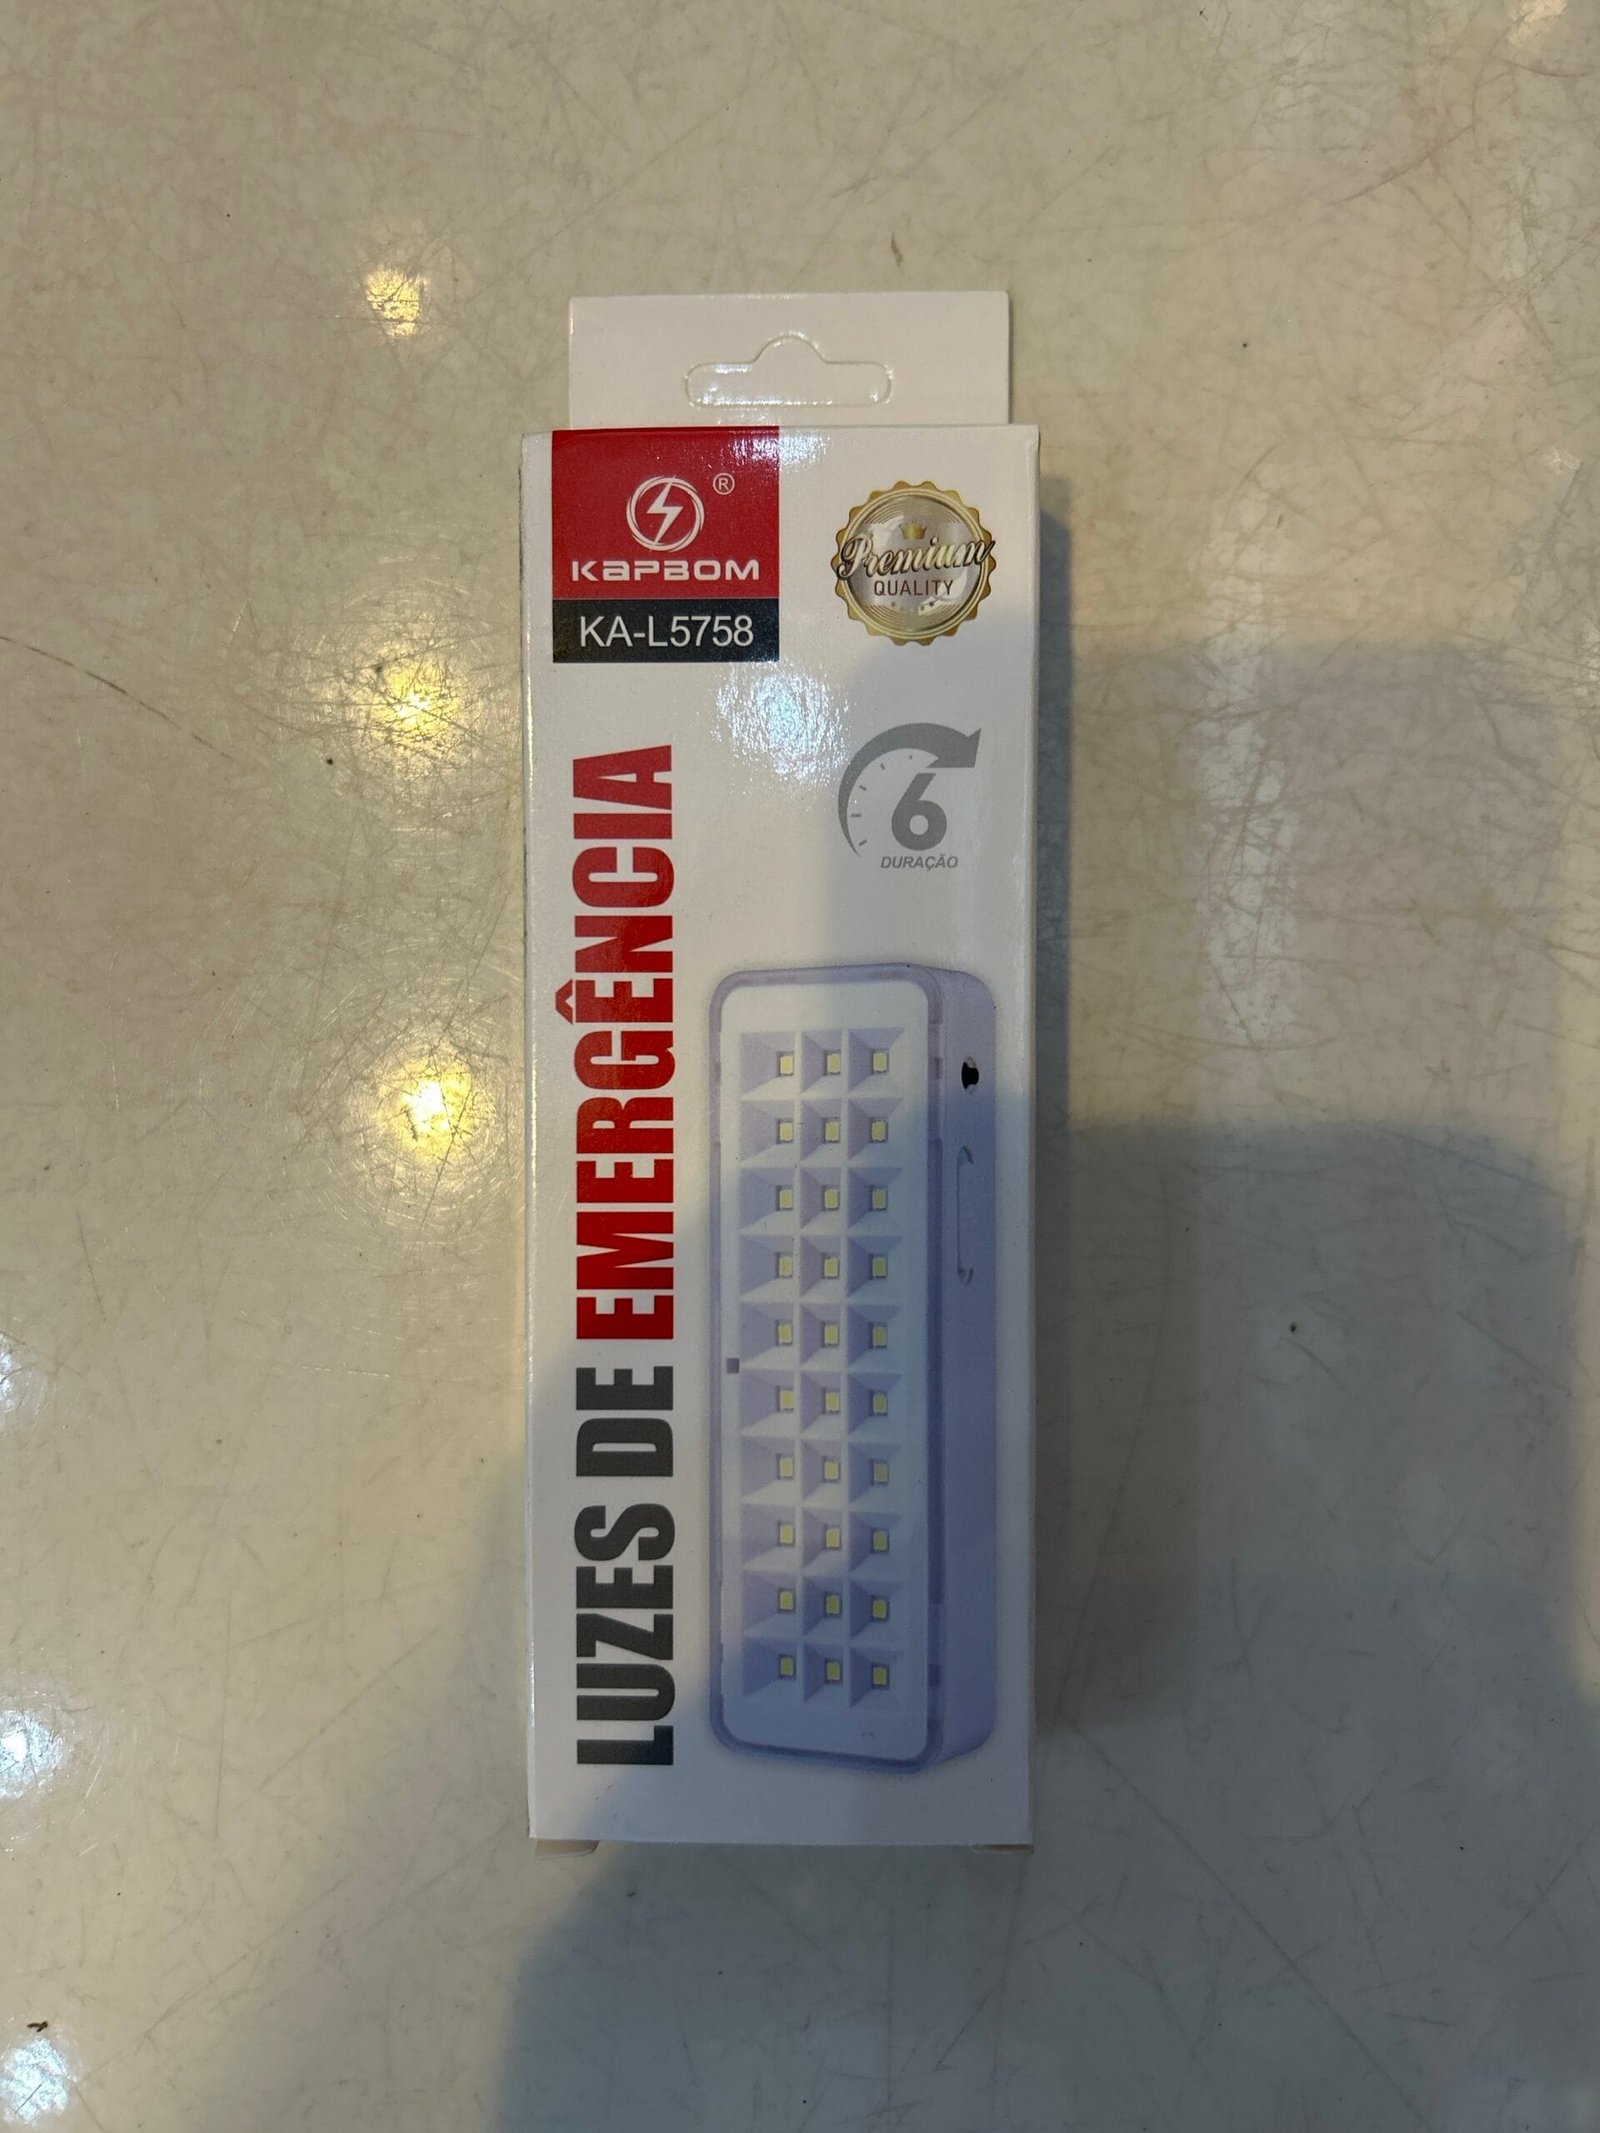 ®
KAPBOM
KA-L5758
Premium
QUALITY
6
DURAÇÃO
LUZES DE EMERGÊNCIA